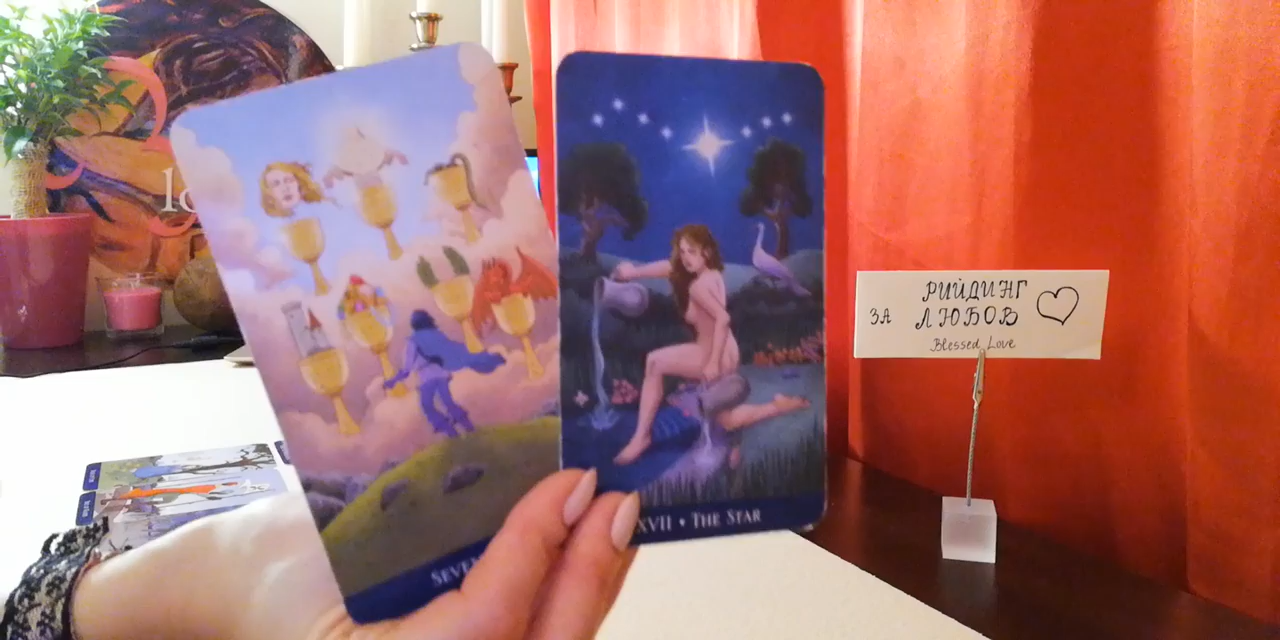 XVII • THE STAR
ЗА
РИЙДИНГ
ЛЮБОВ
Blessed Love